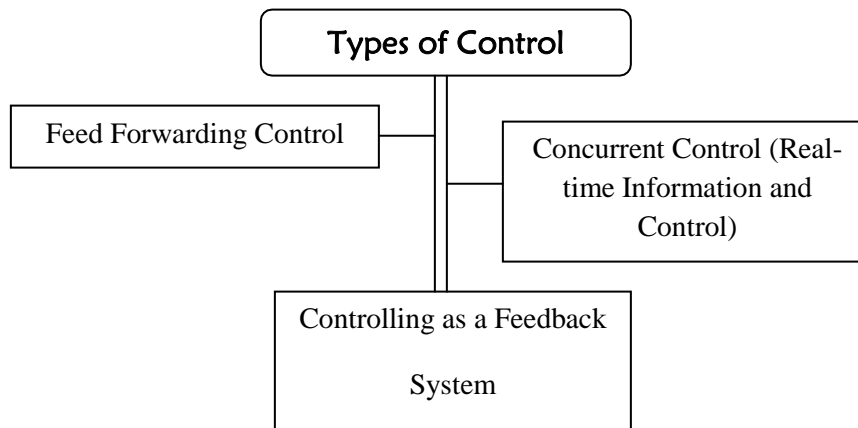 Types of Control
Feed Forwarding Control
Concurrent Control (Real-
time Information and
Control)
Controlling as a Feedback
System